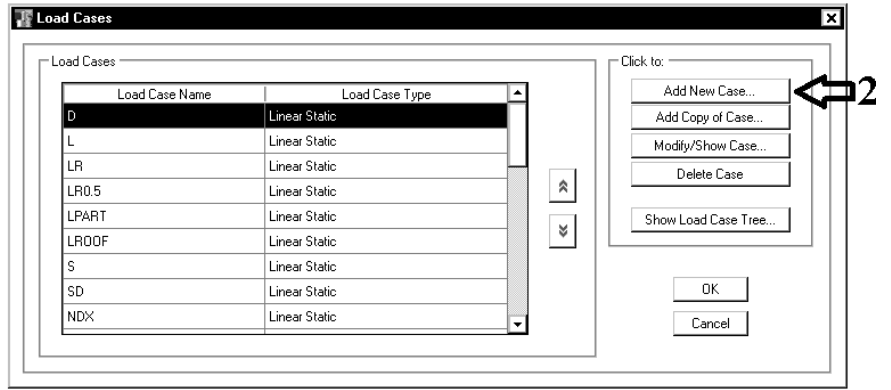 Load Cases
Load Cases
Load Case Name Load Case Type
D Linear Static
L Linear Static
LR Linear Static
LR0.5 Linear Static
LPART Linear Static
LROOF Linear Static
S Linear Static
SD Linear Static
NDX Linear Static
Click to:
Add New Case...
2
Add Copy of Case...
Modify/Show Case...
Delete Case
Show Load Case Tree...
OK
Cancel